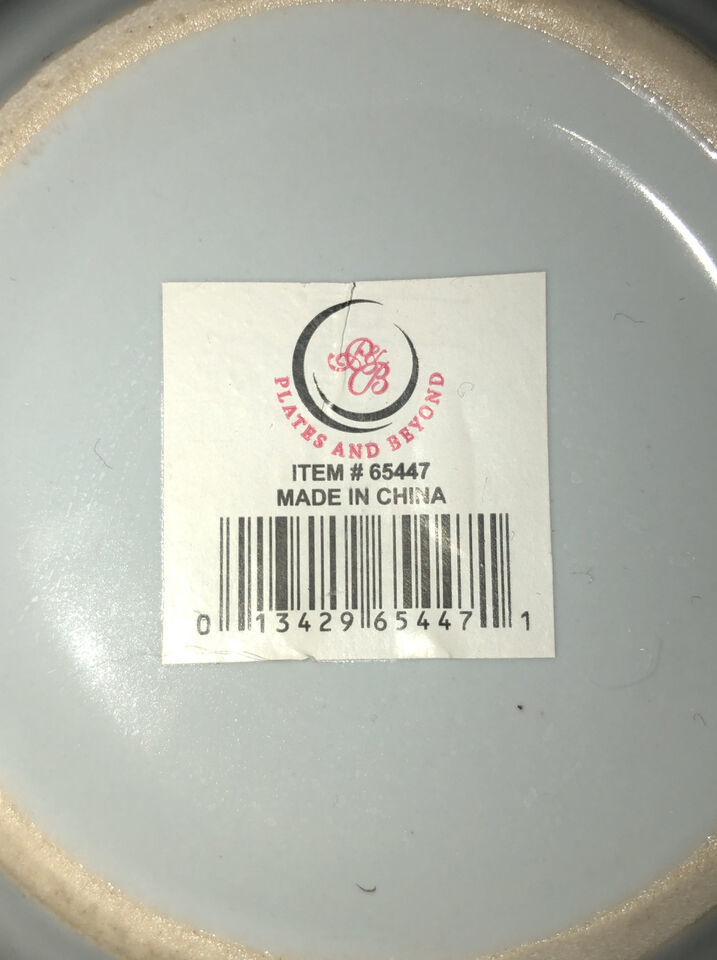 P&B
PLATES AND BEYOND
ITEM # 65447
MADE IN CHINA
0 13429 65447 1